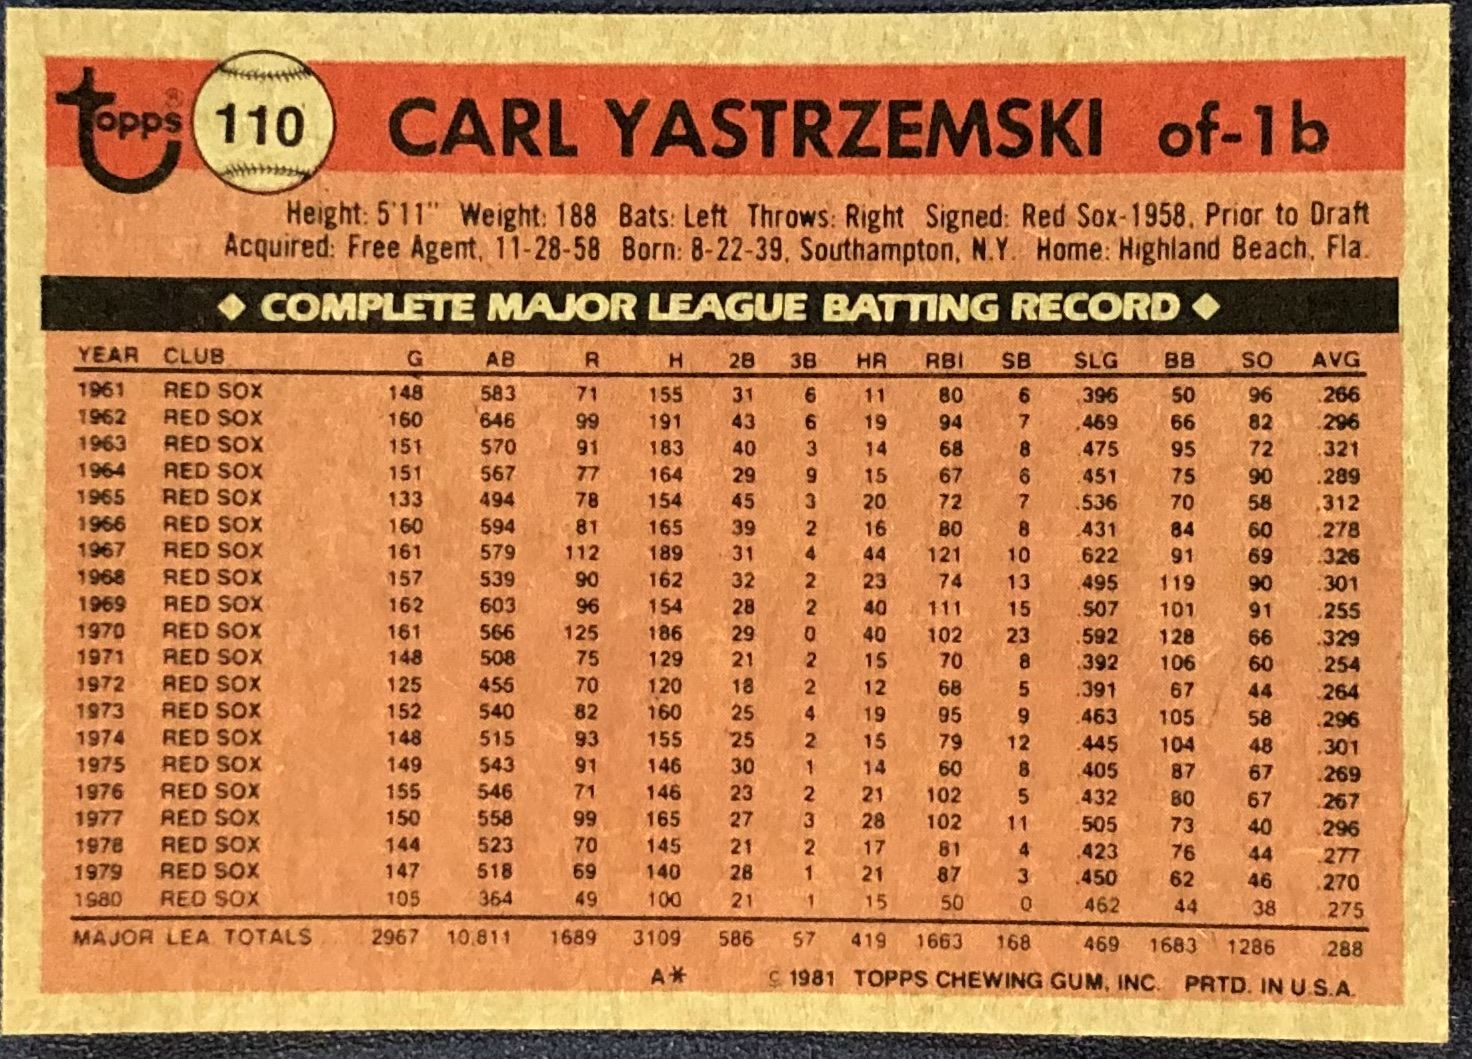 topps® 110 CARL YASTRZEMSKI of-1b
Height: 5'11" Weight: 188 Bats: Left Throws: Right Signed: Red Sox-1958, Prior to Draft
Acquired: Free Agent, 11-28-58 Born: 8-22-39, Southampton, N.Y. Home: Highland Beach, Fla.
◆ COMPLETE MAJOR LEAGUE BATTING RECORD ◆
YEAR CLUB G AB R H 2B 3B HR RBI SB SLG BB SO AVG
1961 RED SOX 148 583 71 155 31 6 11 80 6 .396 50 96 .266
1962 RED SOX 160 646 99 191 43 6 19 94 7 .469 66 82 .296
1963 RED SOX 151 570 91 183 40 3 14 68 8 .475 95 72 .321
1964 RED SOX 151 567 77 164 29 9 15 67 6 .451 75 90 .289
1965 RED SOX 133 494 78 154 45 3 20 72 7 .536 70 58 .312
1966 RED SOX 160 594 81 165 39 2 16 80 8 .431 84 60 .278
1967 RED SOX 161 579 112 189 31 4 44 121 10 .622 91 69 .326
1968 RED SOX 157 539 90 162 32 2 23 74 13 .495 119 90 .301
1969 RED SOX 162 603 96 154 28 2 40 111 15 .507 101 91 .255
1970 RED SOX 161 566 125 186 29 0 40 102 23 .592 128 66 .329
1971 RED SOX 148 508 75 129 21 2 15 70 8 .392 106 60 .254
1972 RED SOX 125 455 70 120 18 2 12 68 5 .391 67 44 .264
1973 RED SOX 152 540 82 160 25 4 19 95 9 .463 105 58 .296
1974 RED SOX 148 515 93 155 25 2 15 79 12 .445 104 48 .301
1975 RED SOX 149 543 91 146 30 1 14 60 8 .405 87 67 .269
1976 RED SOX 155 546 71 146 23 2 21 102 5 .432 80 67 .267
1977 RED SOX 150 558 99 165 27 3 28 102 11 .505 73 40 .296
1978 RED SOX 144 523 70 145 21 2 17 81 4 .423 76 44 .277
1979 RED SOX 147 518 69 140 28 1 21 87 3 .450 62 46 .270
1980 RED SOX 105 364 49 100 21 1 15 50 0 .462 44 38 .275
MAJOR LEA. TOTALS 2967 10,811 1689 3109 586 57 419 1663 168 .469 1683 1286 .288
A* © 1981 TOPPS CHEWING GUM, INC. PRTD. IN U.S.A.